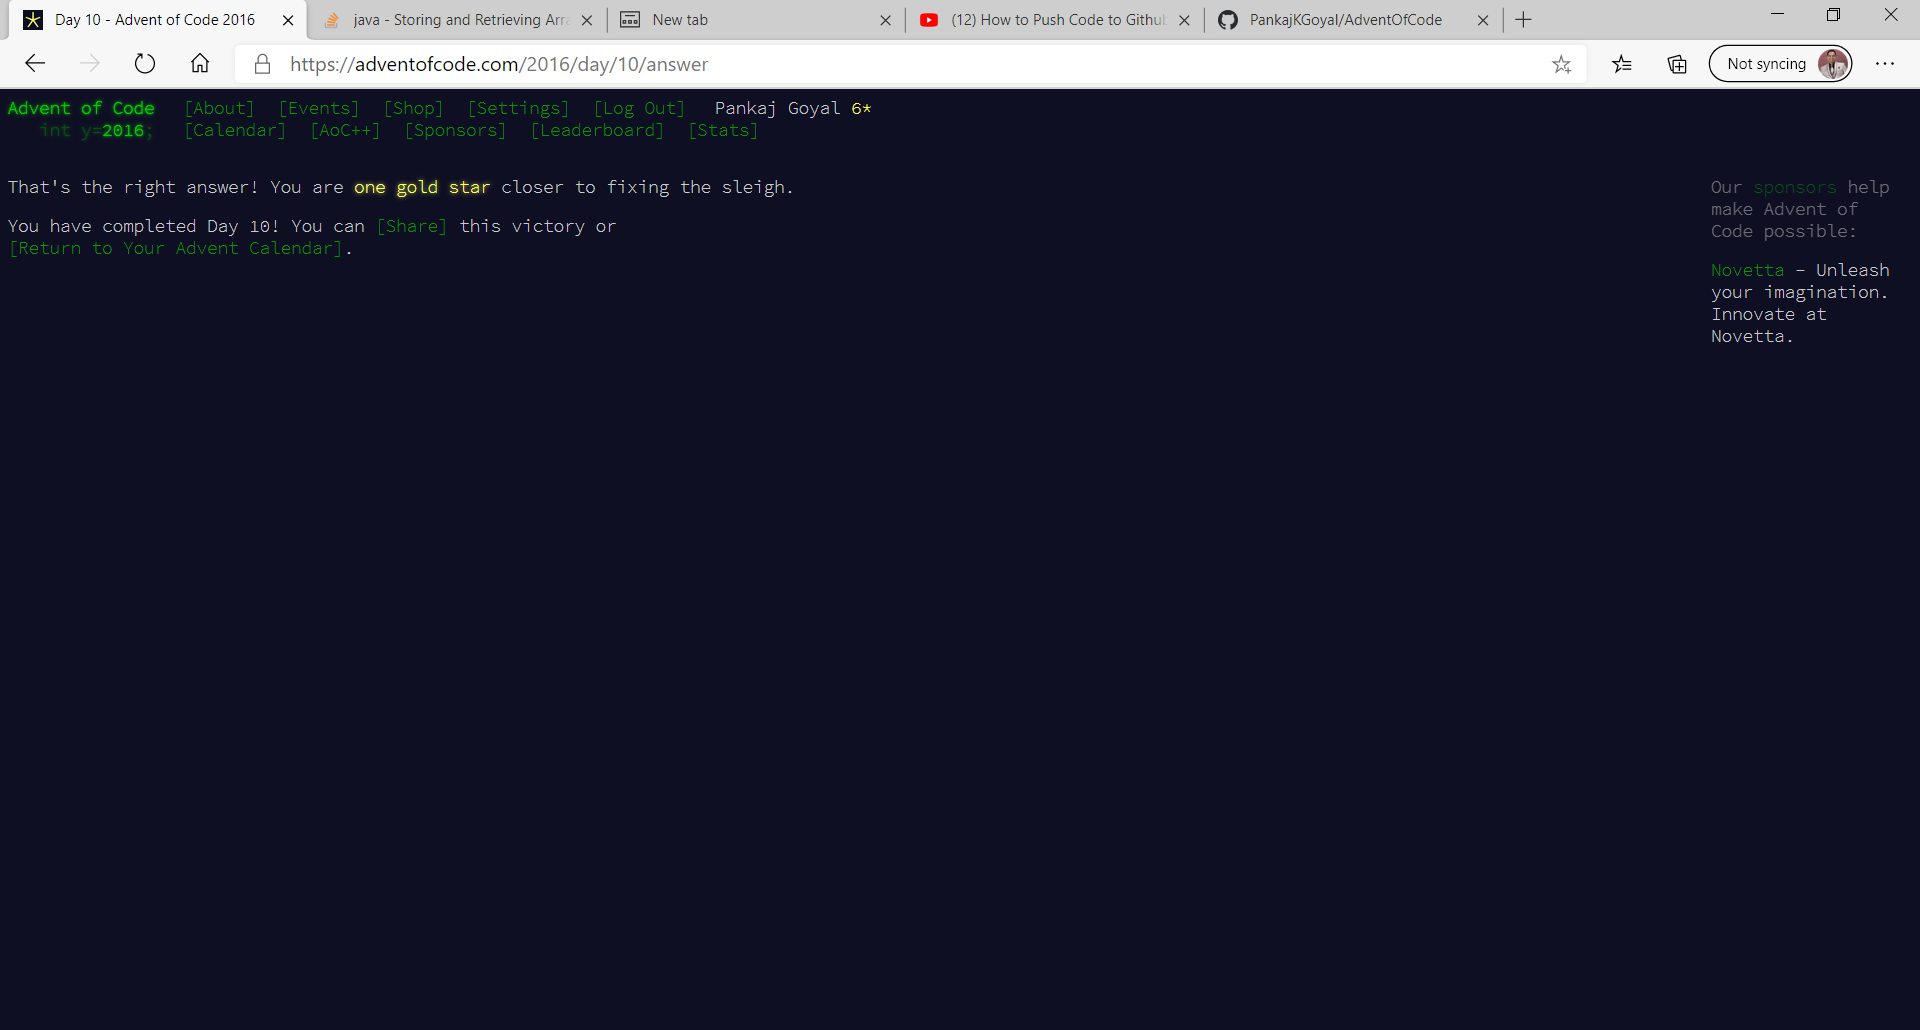 Day 10 - Advent of Code 2016
java - Storing and Retrieving Arra
New tab
(12) How to Push Code to Github
PankajKGoyal/AdventOfCode
https://adventofcode.com/2016/day/10/answer
Not syncing
Advent of Code [About] [Events] [Shop] [Settings] [Log Out] Pankaj Goyal 6*
int y=2016; [Calendar] [AoC++] [Sponsors] [Leaderboard] [Stats]
That's the right answer! You are one gold star closer to fixing the sleigh.
You have completed Day 10! You can [Share] this victory or
[Return to Your Advent Calendar].
Our sponsors help
make Advent of
Code possible:
Novetta - Unleash
your imagination.
Innovate at
Novetta.